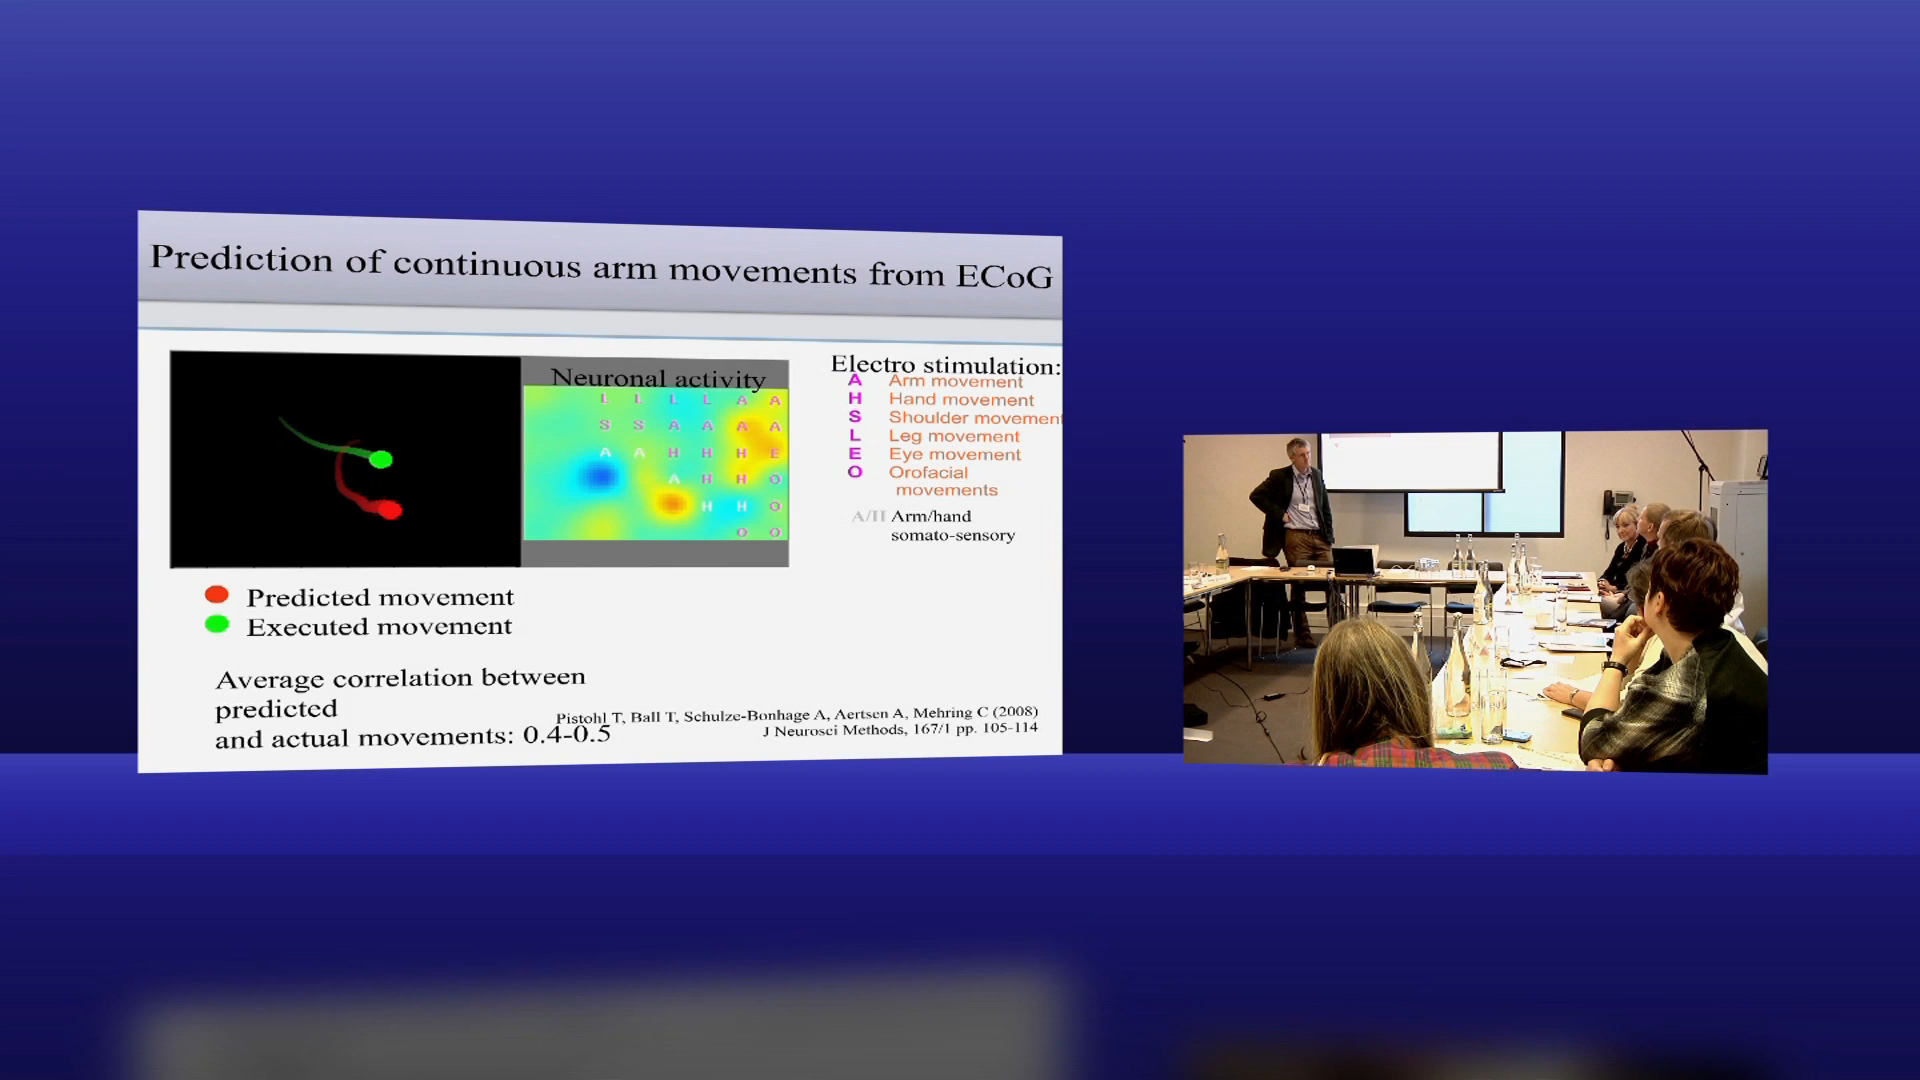 Prediction of continuous arm movements from ECoG
Neuronal activity
L L L L A A
S S A A A A
A A H H H E
A H H O
H H O
O O
Electro stimulation:
A Arm movement
H Hand movement
S Shoulder movement
L Leg movement
E Eye movement
O Orofacial
movements
A/H Arm/hand
somato-sensory
Predicted movement
Executed movement
Average correlation between
predicted
and actual movements: 0.4-0.5
Pistohl T, Ball T, Schulze-Bonhage A, Aertsen A, Mehring C (2008)
J Neurosci Methods, 167/1 pp. 105-114